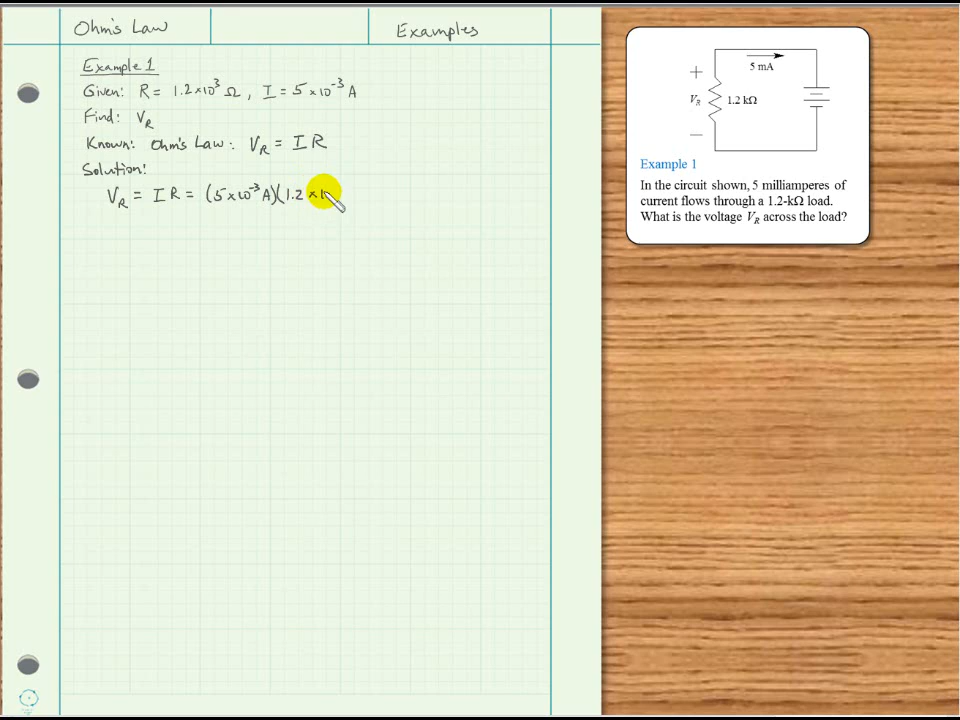 Ohm's Law
Examples
Example 1
Given: R = 1.2×10³ Ω, I = 5×10⁻³ A
Find: V_R
Known: Ohm's Law: V_R = I R
Solution:
V_R = I R = (5×10⁻³ A)(1.2 ×1
+
5 mA
V_R
1.2 kΩ
—
Example 1
In the circuit shown, 5 milliamperes of
current flows through a 1.2-kΩ load.
What is the voltage V_R across the load?